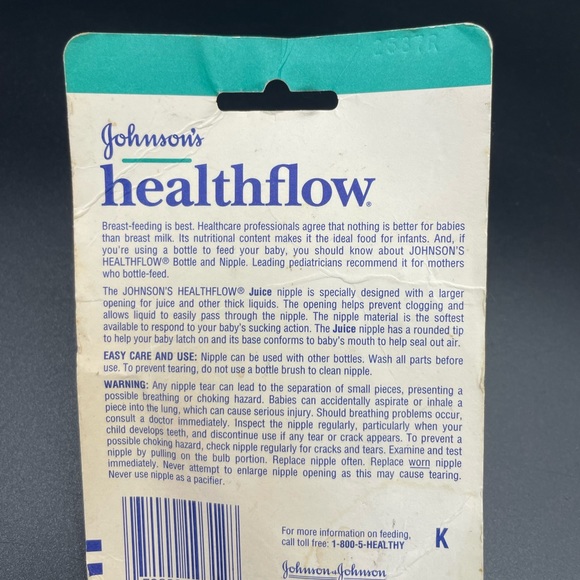 Johnson's
healthflow®
Breast-feeding is best. Healthcare professionals agree that nothing is better for babies
than breast milk. Its nutritional content makes it the ideal food for infants. And, if
you're using a bottle to feed your baby, you should know about JOHNSON'S
HEALTHFLOW® Bottle and Nipple. Leading pediatricians recommend it for mothers
who bottle-feed.
The JOHNSON'S HEALTHFLOW® Juice nipple is specially designed with a larger
opening for juice and other thick liquids. The opening helps prevent clogging and
allows liquid to easily pass through the nipple. The nipple material is the softest
available to respond to your baby's sucking action. The Juice nipple has a rounded tip
to help your baby latch on and its base conforms to baby's mouth to help seal out air.
EASY CARE AND USE: Nipple can be used with other bottles. Wash all parts before
use. To prevent tearing, do not use a bottle brush to clean nipple.
WARNING: Any nipple tear can lead to the separation of small pieces, presenting a
possible breathing or choking hazard. Babies can accidentally aspirate or inhale a
piece into the lung, which can cause serious injury. Should breathing problems occur,
consult a doctor immediately. Inspect the nipple regularly, particularly when your
child develops teeth, and discontinue use if any tear or crack appears. To prevent a
possible choking hazard, check nipple regularly for cracks and tears. Examine and test
nipple by pulling on the bulb portion. Replace nipple often. Replace worn nipple
immediately. Never attempt to enlarge nipple opening as this may cause tearing.
Never use nipple as a pacifier.
For more information on feeding,
call toll free: 1-800-5-HEALTHY
K
Johnson & Johnson